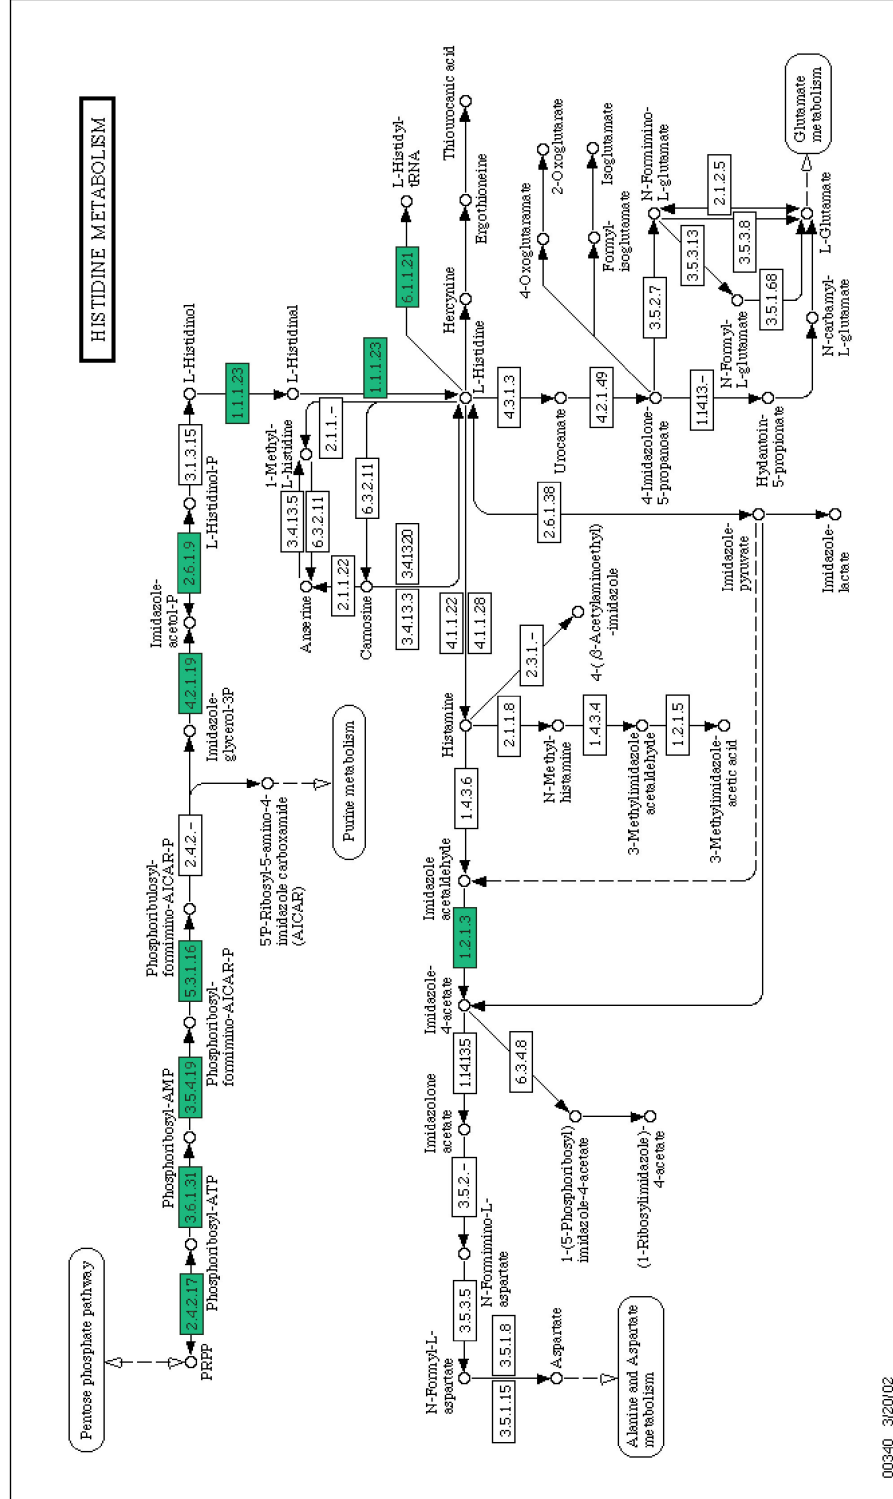 HISTIDINE METABOLISM
Pentose phosphate pathway
PRPP
2.4.2.17
Phosphoribosyl-ATP
3.6.1.31
Phosphoribosyl-AMP
3.5.4.19
Phosphoribosyl-
formimino-AICAR-P
5.3.1.16
Phosphoribulosyl-
formimino-AICAR-P
2.4.2.-
5'P-Ribosyl-5-amino-4-
imidazole carboxamide
(AICAR)
Purine metabolism
Imidazole-
glycerol-3P
4.2.1.19
Imidazole-
acetol-P
2.6.1.9
L-Histidinol-P
3.1.3.15
L-Histidinol
1.1.1.23
L-Histidinal
1.1.1.23
6.1.1.21
L-Histidyl-
tRNA
1-Methyl-
L-histidine
2.1.1.-
3.4.13.5
6.3.2.11
6.3.2.11
Anserine
2.1.1.22
Carnosine
3.4.13.3
3.4.1320
L-Histidine
Hercynine
Ergothioneine
Thiourocanic acid
4.1.1.22
4.1.1.28
Histamine
1.4.3.6
Imidazole
acetaldehyde
1.2.1.3
Imidazole-
4-acetate
1.14.13.5
Imidazolone
acetate
3.5.2.-
N-Formimino-L-
aspartate
3.5.3.5
N-Formyl-L-
aspartate
3.5.1.15
3.5.1.8
Aspartate
Alanine and Aspartate
metabolism
6.3.4.8
1-(5-Phosphoribosyl)
imidazole-4-acetate
(1-Ribosylimidazole)-
4-acetate
2.3.1.-
4-(β-Acetylaminoethyl)
-imidazole
2.1.1.8
N-Methyl-
histamine
1.4.3.4
3-Methylimidazole
acetaldehyde
1.2.1.5
3-Methylimidazole-
acetic acid
2.6.1.38
Imidazole-
pyruvate
Imidazole-
lactate
4.3.1.3
Urocanate
4.2.1.49
4-Imidazolone-
5-propanoate
1.14.13.-
Hydantoin-
5-propionate
N-carbamyl-
L-glutamate
4-Oxoglutaramate
2-Oxoglutarate
Formyl-
isoglutamate
Isoglutamate
3.5.2.7
N-Formimino-
L-glutamate
2.1.2.5
3.5.3.8
3.5.3.13
N-Formyl-
L-glutamate
3.5.1.68
L-Glutamate
Glutamate
metabolism
00340 3/20/02